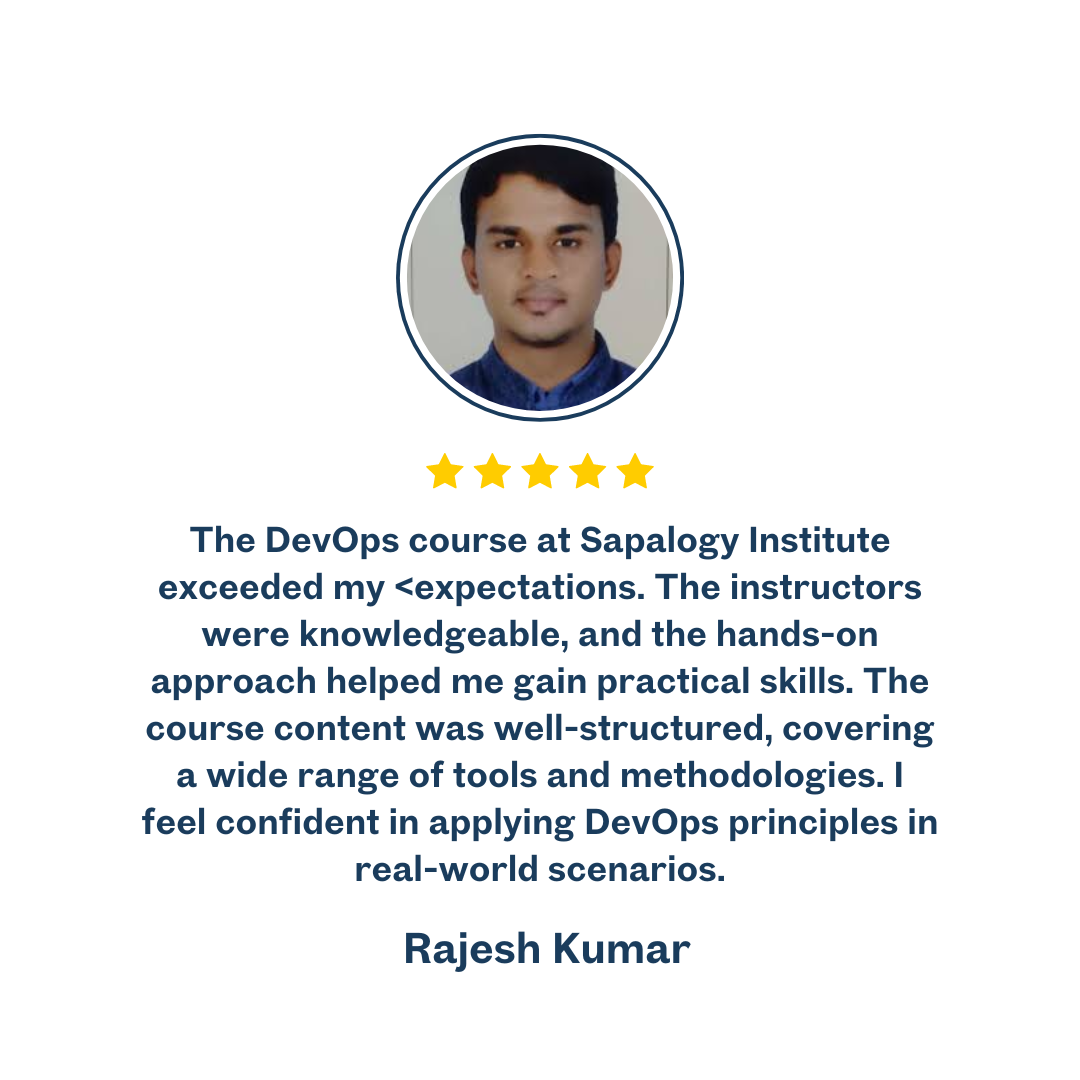 The DevOps course at Sapalogy Institute
exceeded my <expectations. The instructors
were knowledgeable, and the hands-on
approach helped me gain practical skills. The
course content was well-structured, covering
a wide range of tools and methodologies. I
feel confident in applying DevOps principles in
real-world scenarios.
Rajesh Kumar